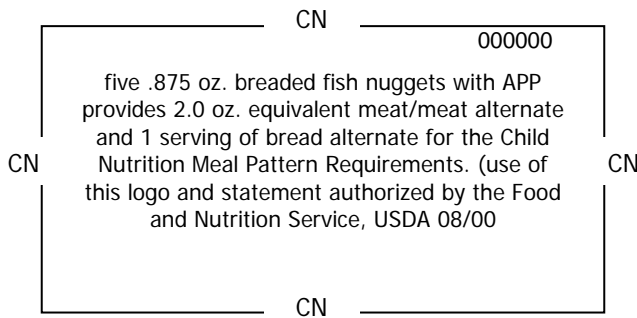 CN
000000
five .875 oz. breaded fish nuggets with APP
provides 2.0 oz. equivalent meat/meat alternate
and 1 serving of bread alternate for the Child
CN Nutrition Meal Pattern Requirements. (use of CN
this logo and statement authorized by the Food
and Nutrition Service, USDA 08/00
CN